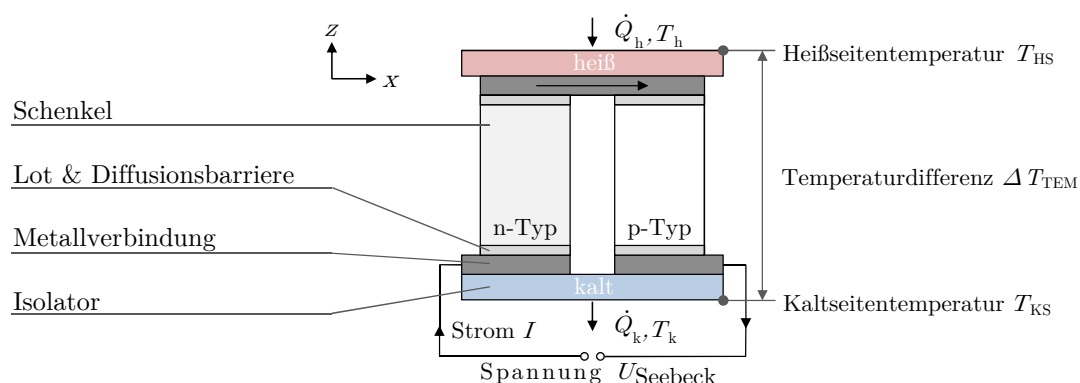 z
x
Q̇h, Th
heiß
Heißseitentemperatur THS
Schenkel
Lot & Diffusionsbarriere
Temperaturdifferenz Δ TTEM
n-Typ p-Typ
Metallverbindung
Isolator
kalt
Kaltseitentemperatur TKS
Strom I
Q̇k, Tk
Spannung USeebeck